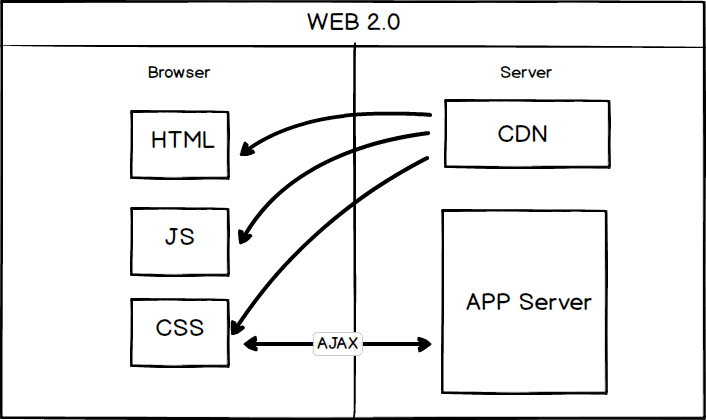 WEB 2.0
Browser
Server
HTML
CDN
JS
APP Server
CSS
AJAX